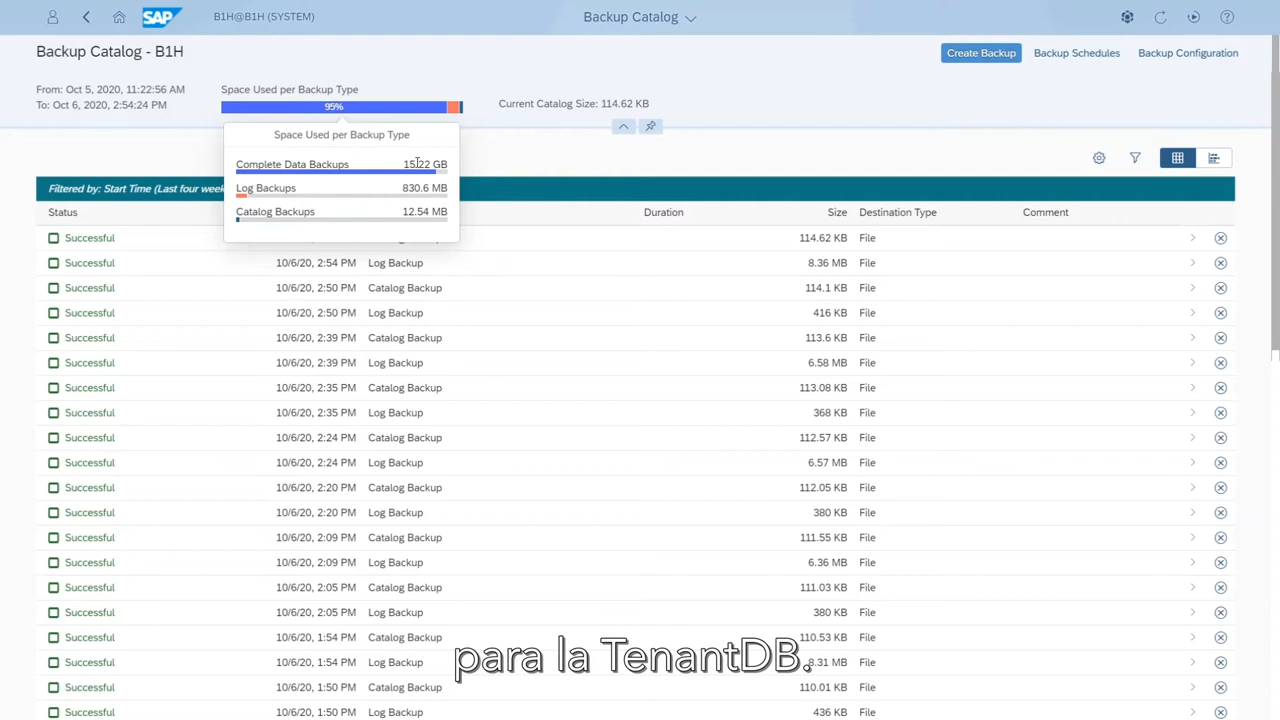 SAP B1H@B1H (SYSTEM) Backup Catalog
Backup Catalog - B1H Create Backup Backup Schedules Backup Configuration
From: Oct 5, 2020, 11:22:56 AM Space Used per Backup Type
To: Oct 6, 2020, 2:54:24 PM 95% Current Catalog Size: 114.62 KB
Space Used per Backup Type
Complete Data Backups 15.22 GB
Log Backups 830.6 MB
Catalog Backups 12.54 MB
Filtered by: Start Time (Last four week
Status Duration Size Destination Type Comment
Successful 114.62 KB File
Successful 10/6/20, 2:54 PM Log Backup 8.36 MB File
Successful 10/6/20, 2:50 PM Catalog Backup 114.1 KB File
Successful 10/6/20, 2:50 PM Log Backup 416 KB File
Successful 10/6/20, 2:39 PM Catalog Backup 113.6 KB File
Successful 10/6/20, 2:39 PM Log Backup 6.58 MB File
Successful 10/6/20, 2:35 PM Catalog Backup 113.08 KB File
Successful 10/6/20, 2:35 PM Log Backup 368 KB File
Successful 10/6/20, 2:24 PM Catalog Backup 112.57 KB File
Successful 10/6/20, 2:24 PM Log Backup 6.57 MB File
Successful 10/6/20, 2:20 PM Catalog Backup 112.05 KB File
Successful 10/6/20, 2:20 PM Log Backup 380 KB File
Successful 10/6/20, 2:09 PM Catalog Backup 111.55 KB File
Successful 10/6/20, 2:09 PM Log Backup 6.36 MB File
Successful 10/6/20, 2:05 PM Catalog Backup 111.03 KB File
Successful 10/6/20, 2:05 PM Log Backup 380 KB File
Successful 10/6/20, 1:54 PM Catalog Backup 110.53 KB File
para la TenantDB.
Successful 10/6/20, 1:54 PM Log Backup 8.31 MB File
Successful 10/6/20, 1:50 PM Catalog Backup 110.01 KB File
Successful 10/6/20, 1:50 PM Log Backup 436 KB File